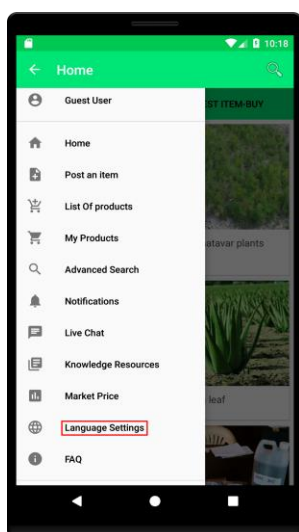 10:18
Home
Guest User
ST ITEM-BUY
Home
Post an item
List Of products
atavar plants
My Products
Advanced Search
Notifications
Live Chat
Knowledge Resources
Market Price
leaf
Language Settings
FAQ